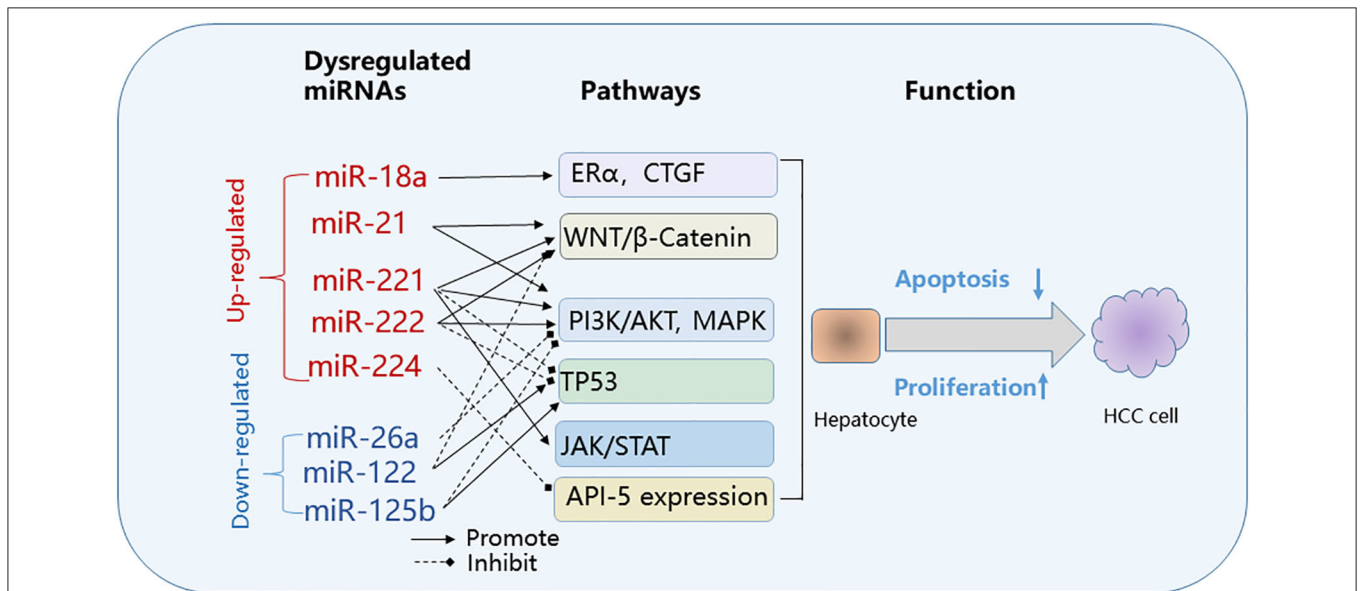 Dysregulated
miRNAs
Pathways
Function
Up-regulated
miR-18a
miR-21
miR-221
miR-222
miR-224
Down-regulated
miR-26a
miR-122
miR-125b
ERα, CTGF
WNT/β-Catenin
PI3K/AKT, MAPK
TP53
JAK/STAT
API-5 expression
Promote
Inhibit
Apoptosis
Proliferation
Hepatocyte
HCC cell